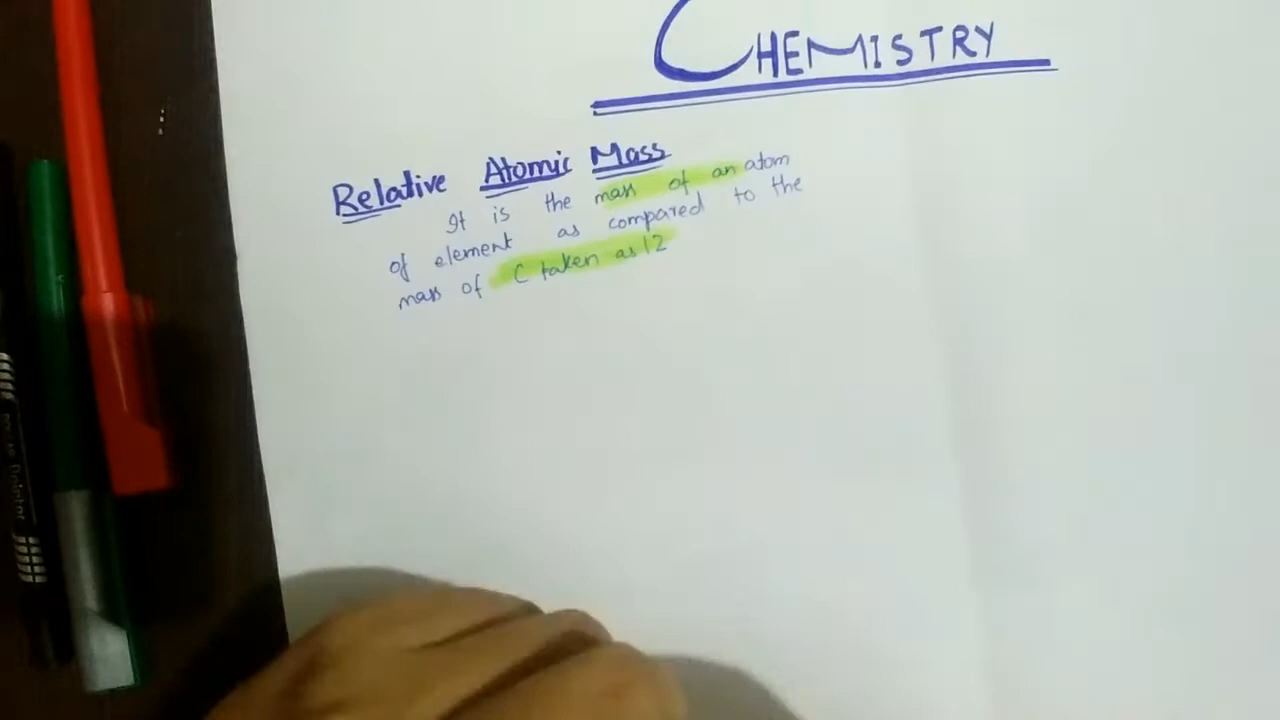 CHEMISTRY
Relative Atomic Mass
It is the mass of an atom
of element as compared to the
mass of C taken as 12